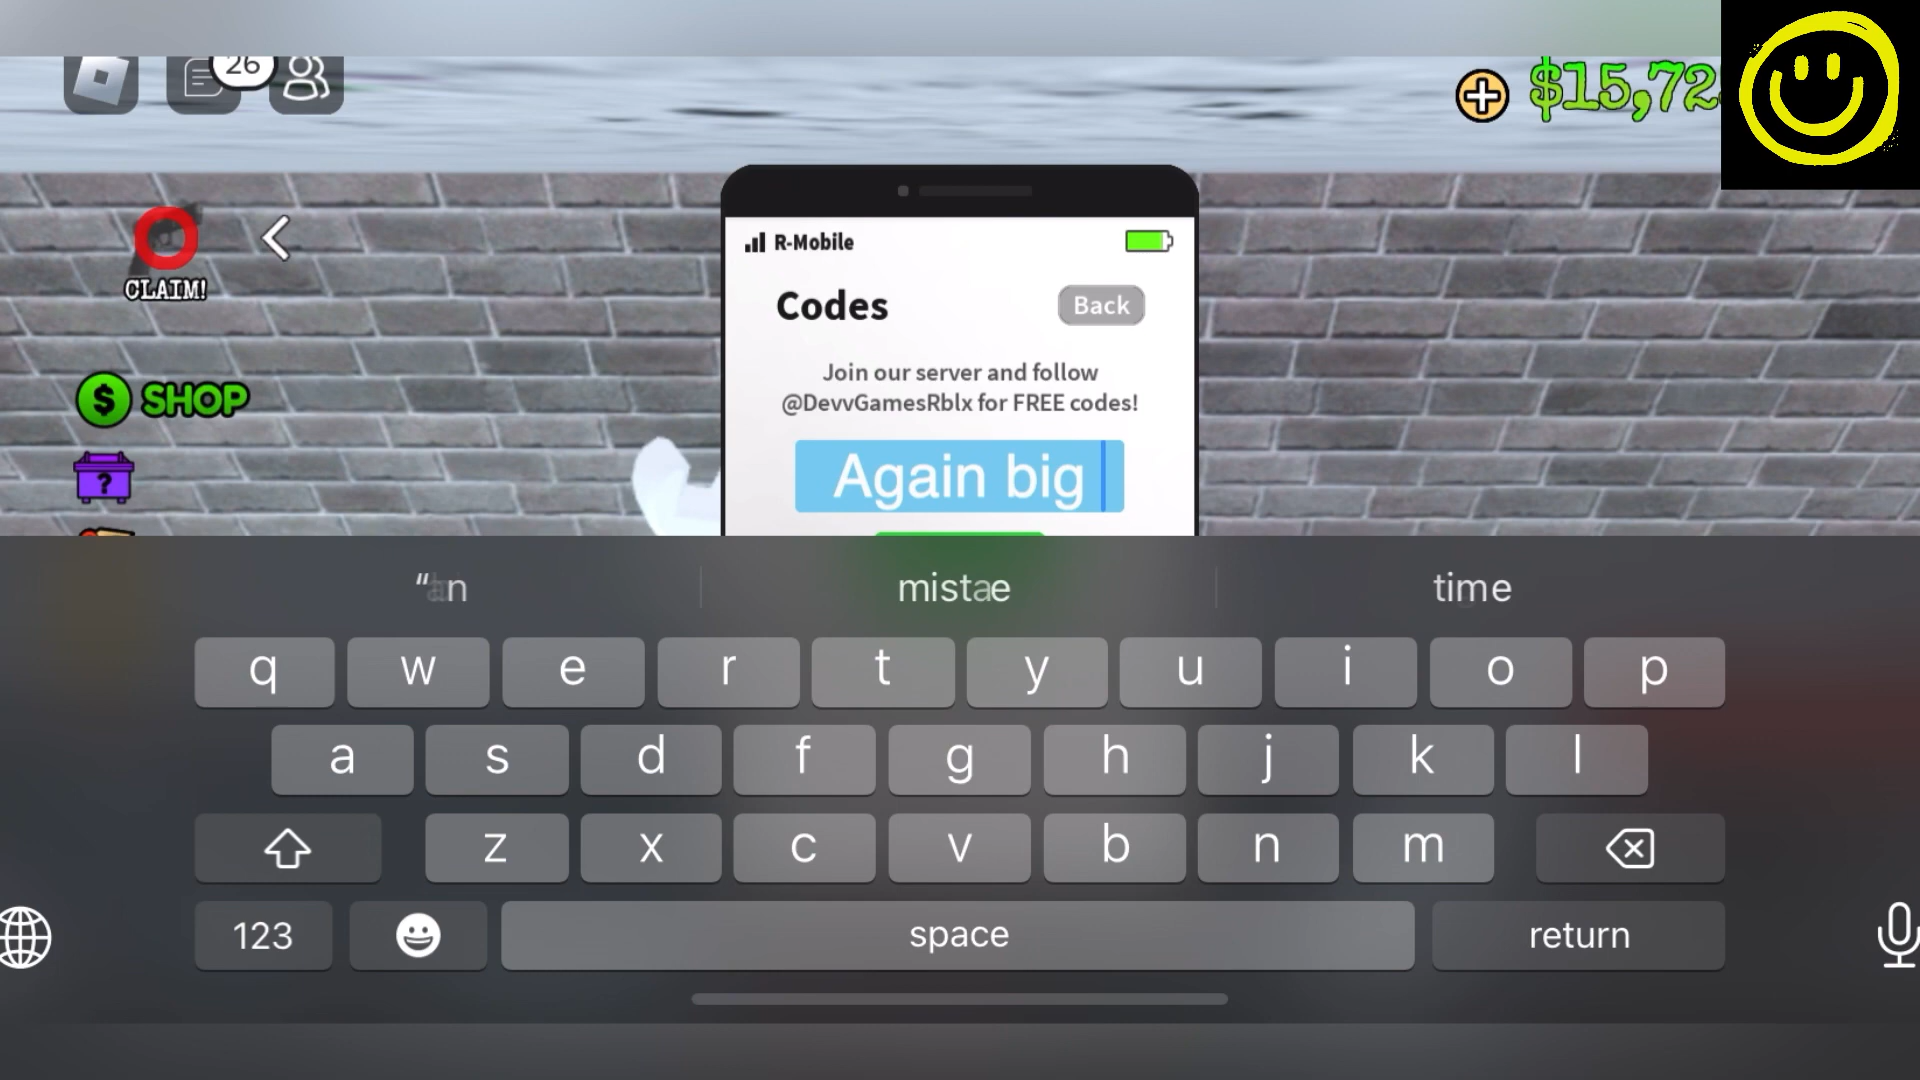 26
$15,72
R-Mobile
CLAIM!
Codes
Back
Join our server and follow
@DevvGamesRblx for FREE codes!
$ SHOP
?
Again big
time
q w e r t y u i o p
a s d f g h j k l
z x c v b n m
123
space
return